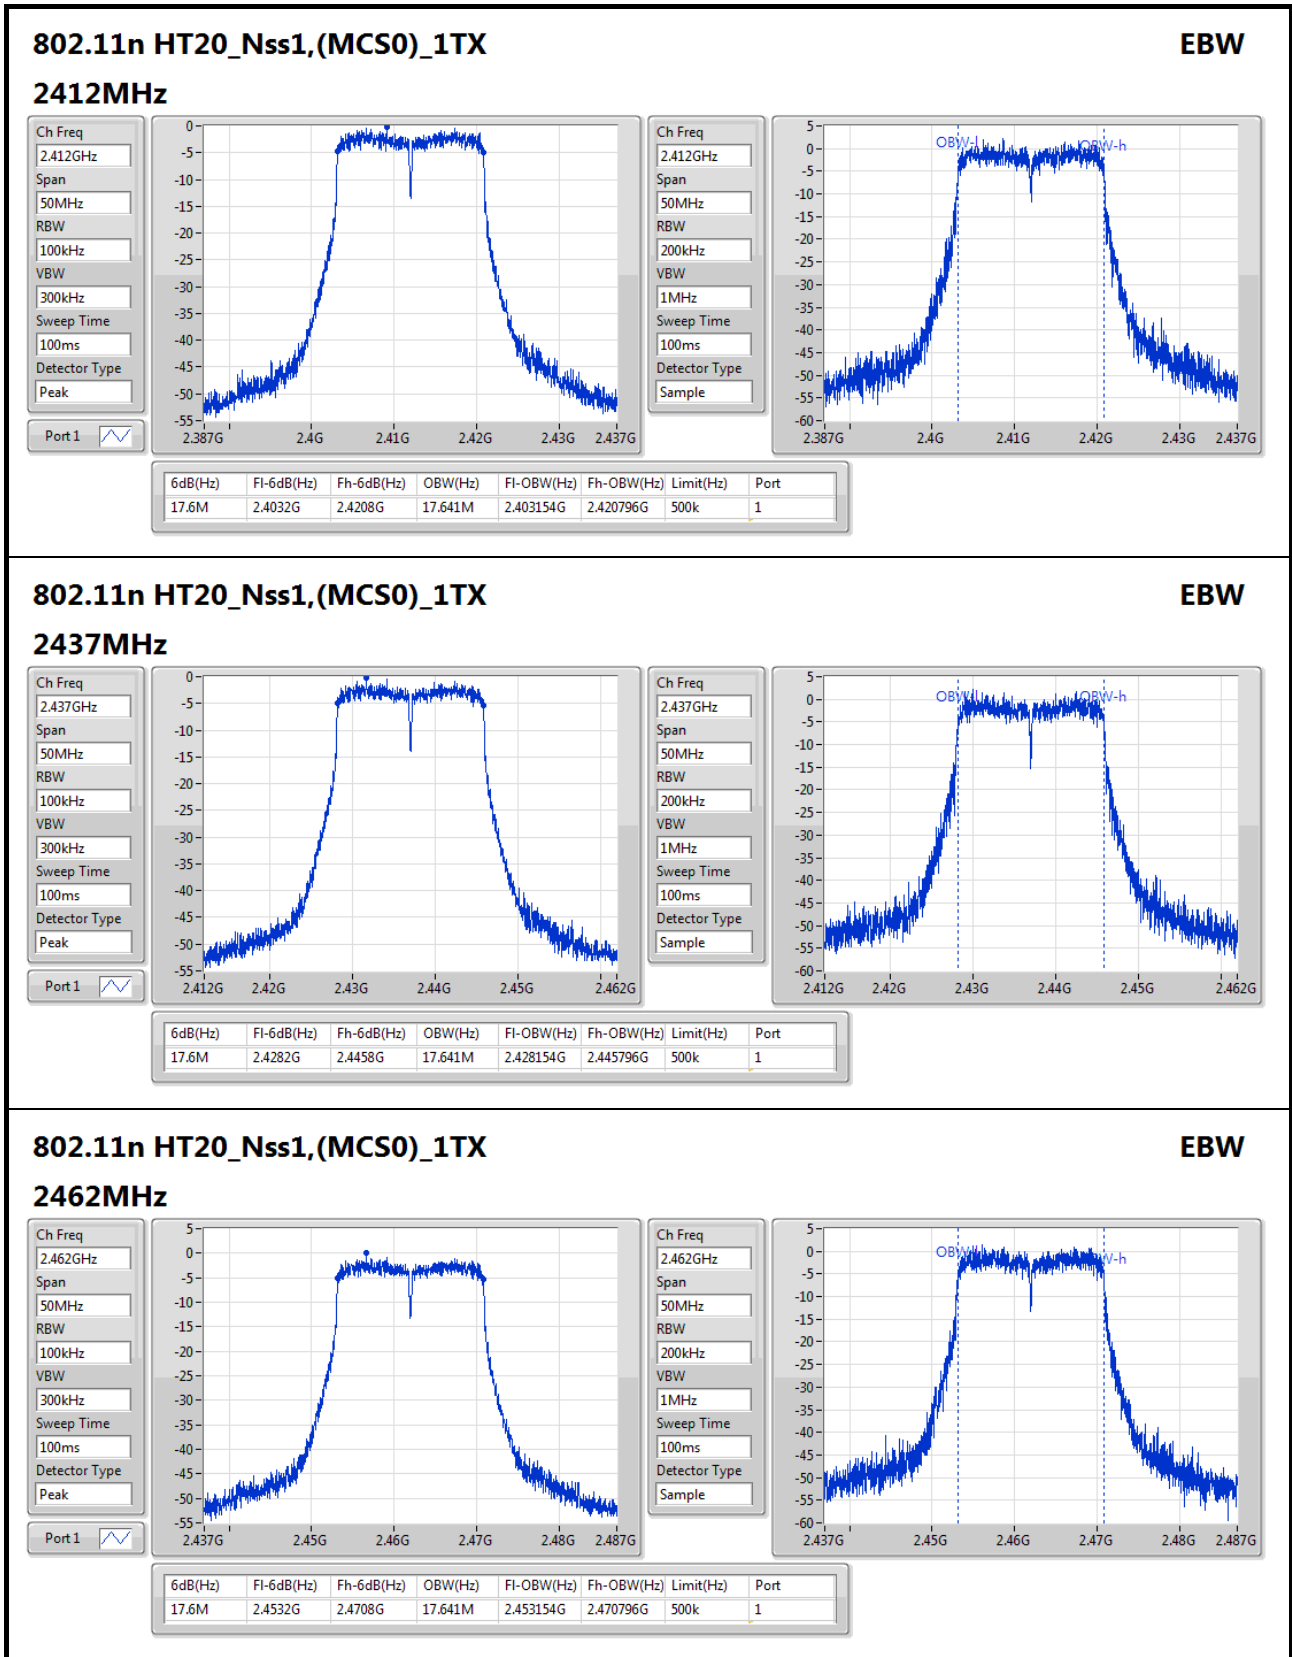 802.11n HT20_Nss1,(MCS0)_1TX EBW
2412MHz
Ch Freq
2.412GHz
Span
50MHz
RBW
100kHz
VBW
300kHz
Sweep Time
100ms
Detector Type
Peak
Port 1
0
-5
-10
-15
-20
-25
-30
-35
-40
-45
-50
-55
2.387G 2.4G 2.41G 2.42G 2.43G 2.437G
Ch Freq
2.412GHz
Span
50MHz
RBW
200kHz
VBW
1MHz
Sweep Time
100ms
Detector Type
Sample
5
0
-5
-10
-15
-20
-25
-30
-35
-40
-45
-50
-55
-60
OBW-l OBW-h
2.387G 2.4G 2.41G 2.42G 2.43G 2.437G
6dB(Hz) Fl-6dB(Hz) Fh-6dB(Hz) OBW(Hz) Fl-OBW(Hz) Fh-OBW(Hz) Limit(Hz) Port
17.6M 2.4032G 2.4208G 17.641M 2.403154G 2.420796G 500k 1
802.11n HT20_Nss1,(MCS0)_1TX EBW
2437MHz
Ch Freq
2.437GHz
Span
50MHz
RBW
100kHz
VBW
300kHz
Sweep Time
100ms
Detector Type
Peak
Port 1
0
-5
-10
-15
-20
-25
-30
-35
-40
-45
-50
-55
2.412G 2.42G 2.43G 2.44G 2.45G 2.462G
Ch Freq
2.437GHz
Span
50MHz
RBW
200kHz
VBW
1MHz
Sweep Time
100ms
Detector Type
Sample
5
0
-5
-10
-15
-20
-25
-30
-35
-40
-45
-50
-55
-60
OBW-l OBW-h
2.412G 2.42G 2.43G 2.44G 2.45G 2.462G
6dB(Hz) Fl-6dB(Hz) Fh-6dB(Hz) OBW(Hz) Fl-OBW(Hz) Fh-OBW(Hz) Limit(Hz) Port
17.6M 2.4282G 2.4458G 17.641M 2.428154G 2.445796G 500k 1
802.11n HT20_Nss1,(MCS0)_1TX EBW
2462MHz
Ch Freq
2.462GHz
Span
50MHz
RBW
100kHz
VBW
300kHz
Sweep Time
100ms
Detector Type
Peak
Port 1
5
0
-5
-10
-15
-20
-25
-30
-35
-40
-45
-50
-55
2.437G 2.45G 2.46G 2.47G 2.48G 2.487G
Ch Freq
2.462GHz
Span
50MHz
RBW
200kHz
VBW
1MHz
Sweep Time
100ms
Detector Type
Sample
5
0
-5
-10
-15
-20
-25
-30
-35
-40
-45
-50
-55
-60
OBW-l OBW-h
2.437G 2.45G 2.46G 2.47G 2.48G 2.487G
6dB(Hz) Fl-6dB(Hz) Fh-6dB(Hz) OBW(Hz) Fl-OBW(Hz) Fh-OBW(Hz) Limit(Hz) Port
17.6M 2.4532G 2.4708G 17.641M 2.453154G 2.470796G 500k 1